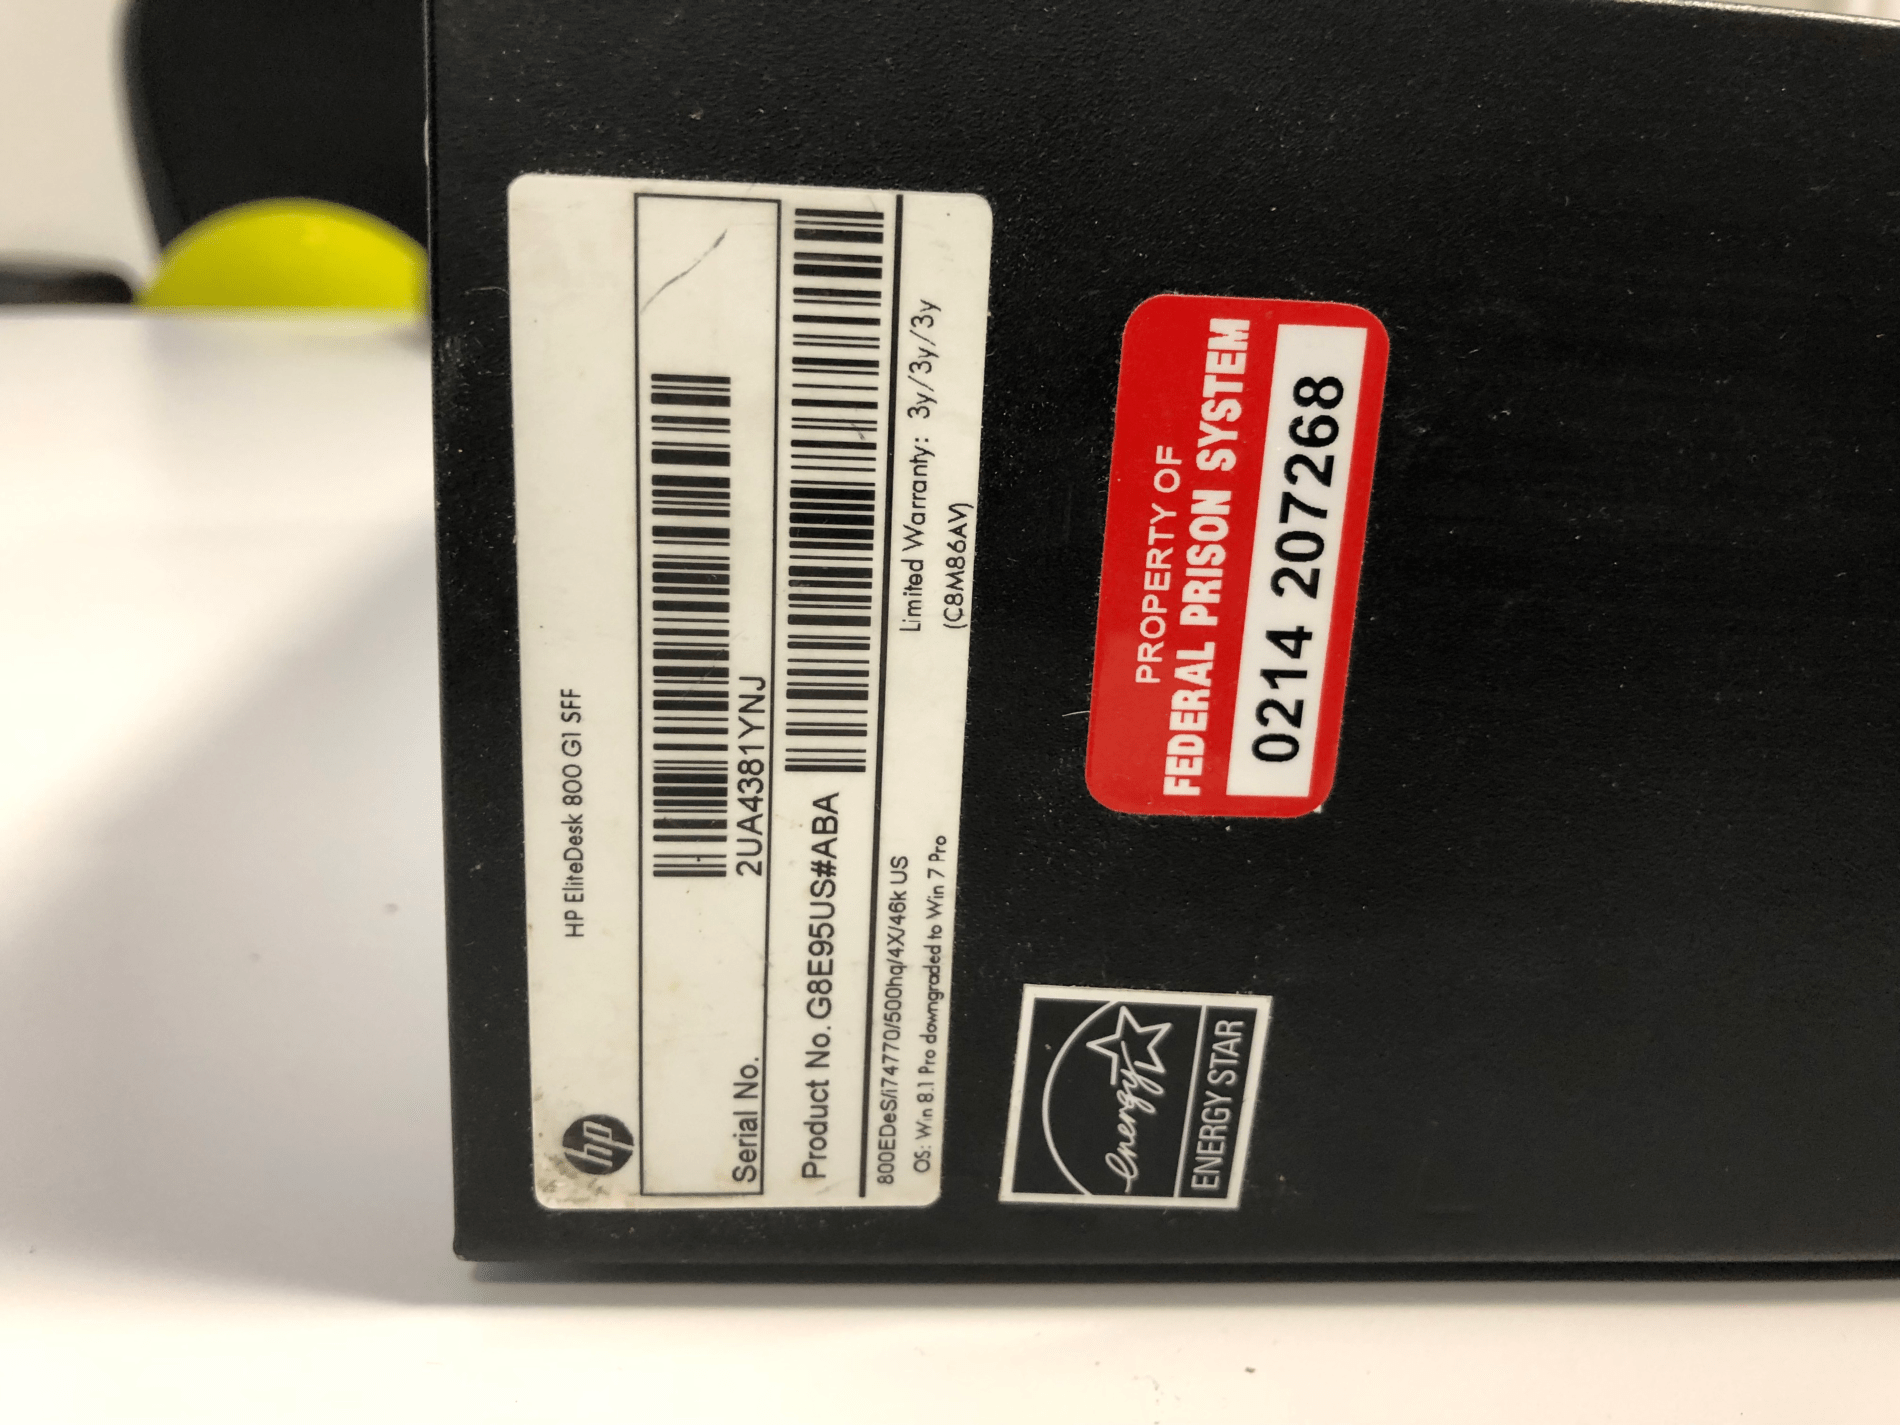 hp
HP EliteDesk 800 G1 SFF
Serial No.
2UA4381YNJ
Product No. G8E95US#ABA
800EDeS/i74770/500hq/4X/46k US
Limited Warranty: 3y/3y/3y
OS: Win 8.1 Pro downgraded to Win 7 Pro
(C8M86AV)
PROPERTY OF
FEDERAL PRISON SYSTEM
0214 207268
energy
ENERGY STAR